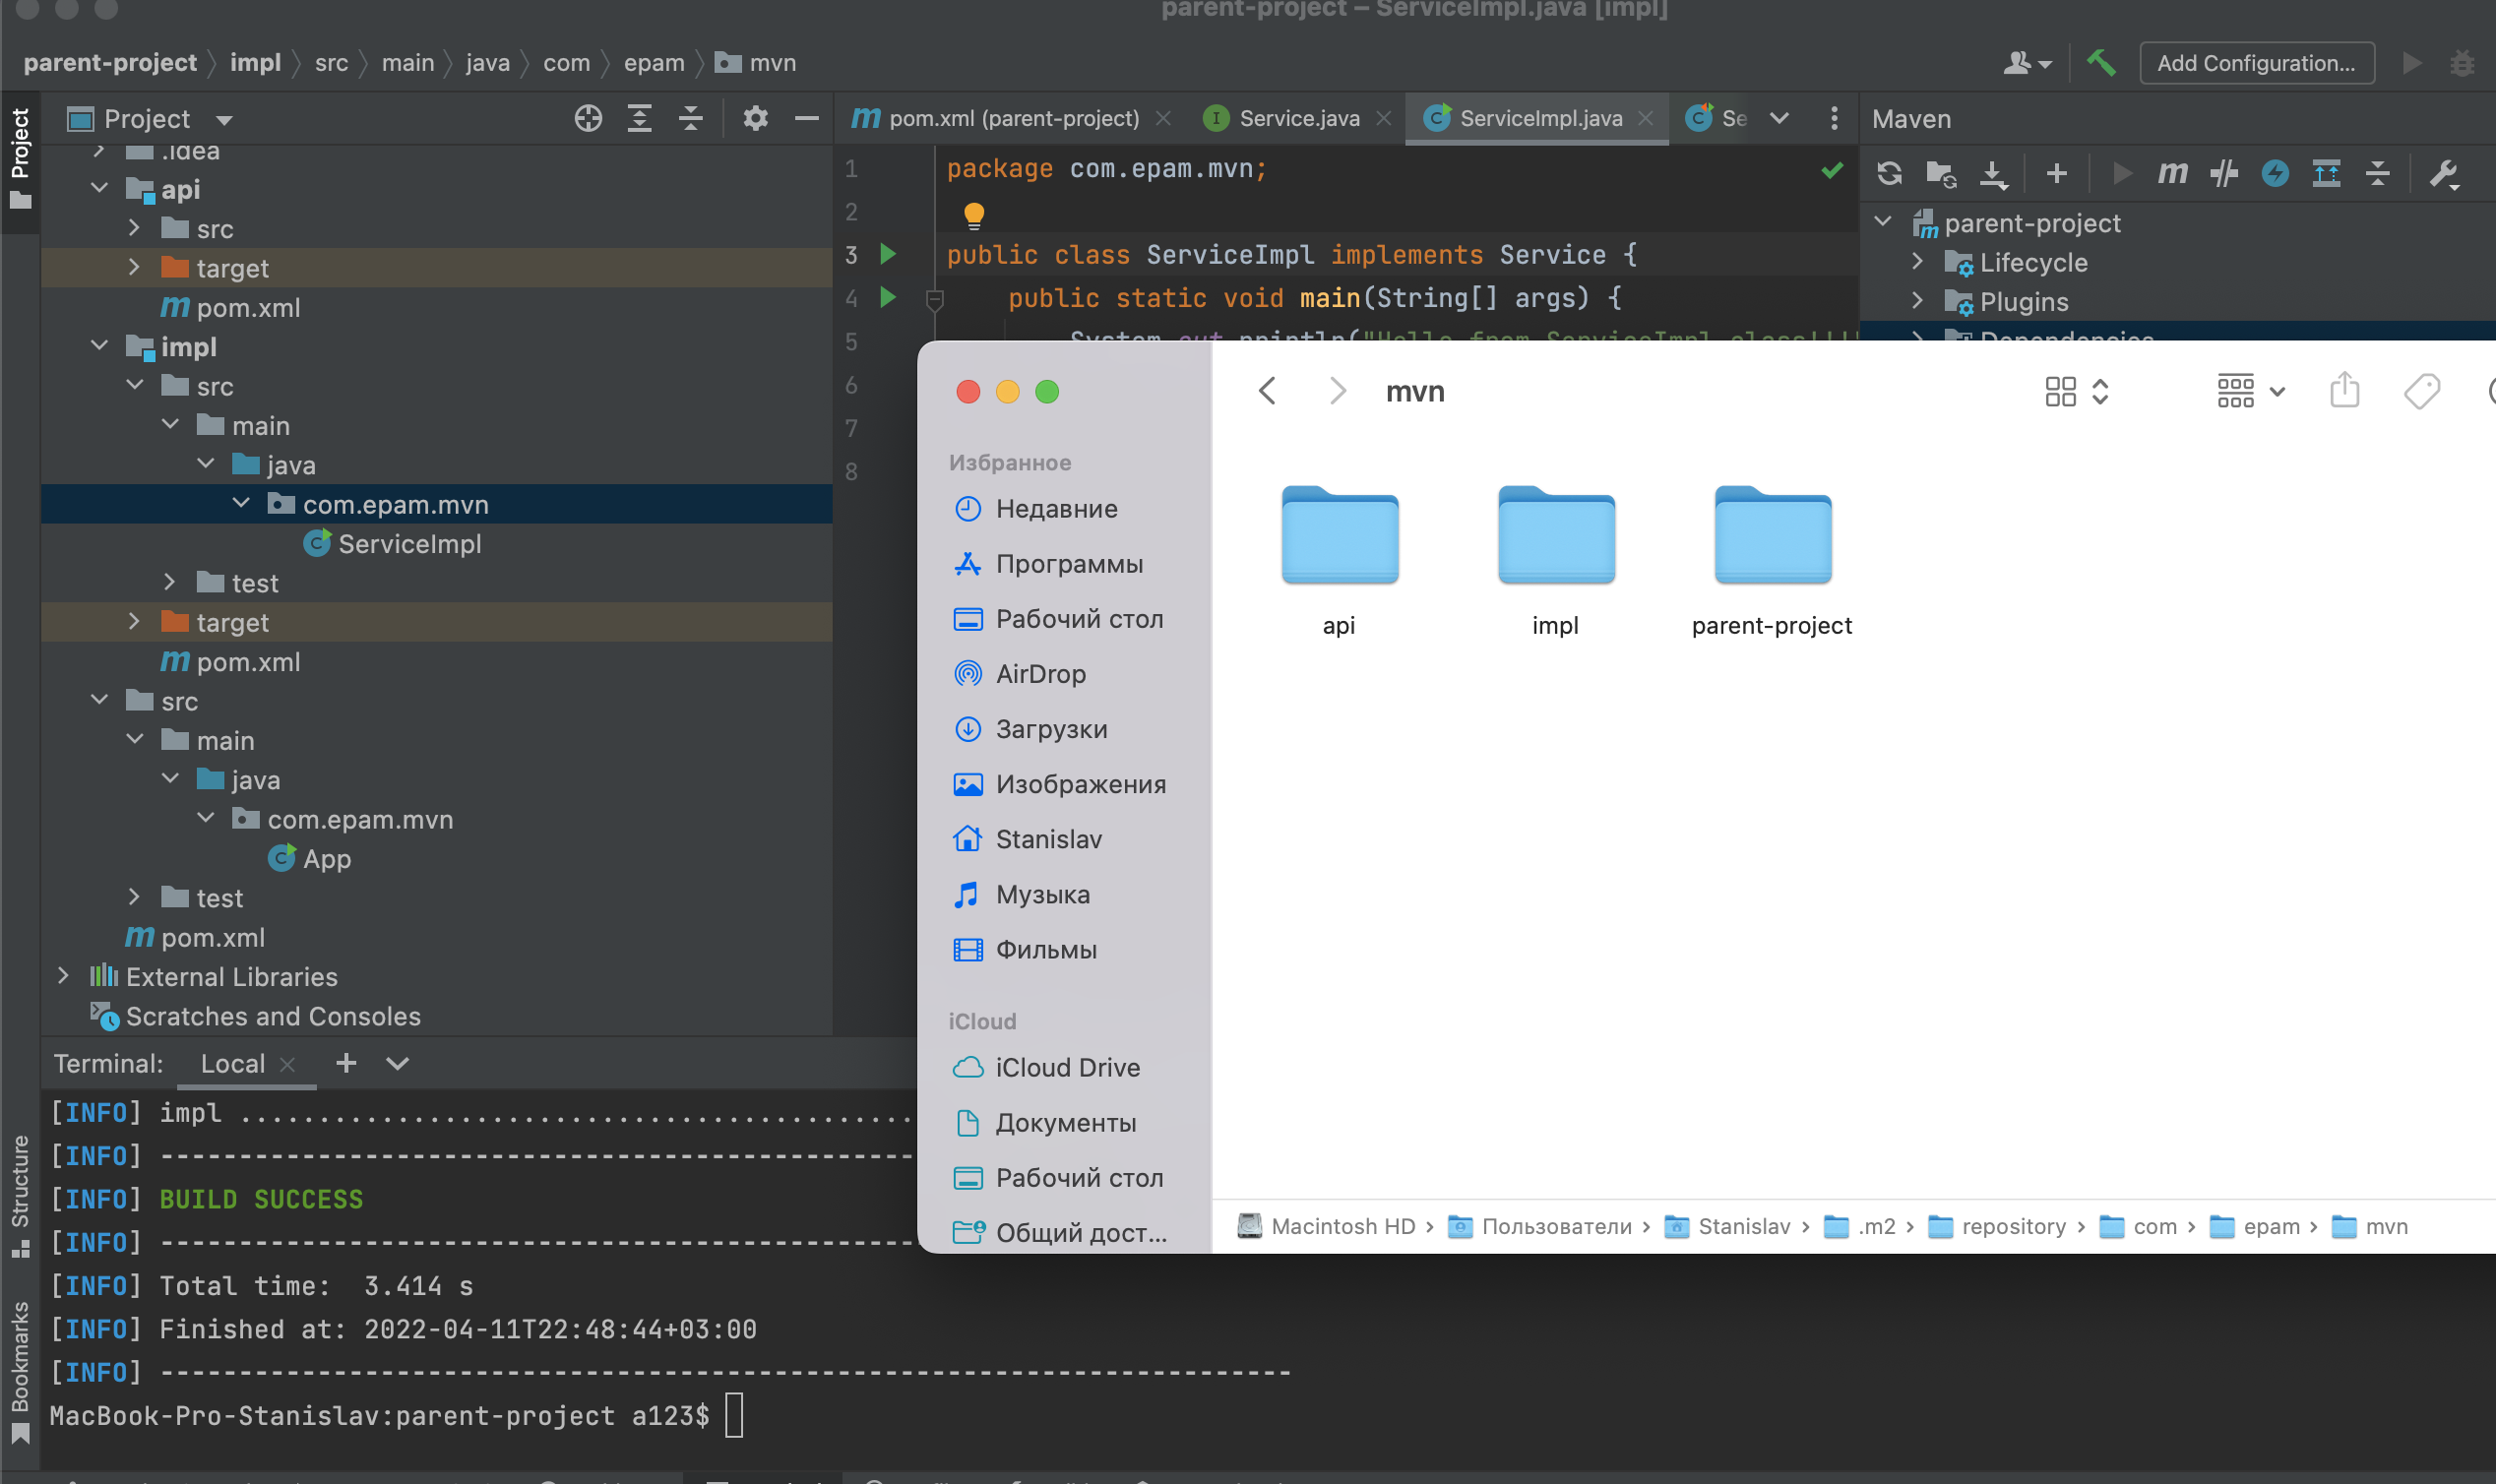 parent-project – ServiceImpl.java [impl]
parent-project impl src main java com epam mvn
Add Configuration...
Project
Project
pom.xml (parent-project)
Service.java
ServiceImpl.java
Se
Maven
.idea
api
src
target
pom.xml
impl
src
main
java
com.epam.mvn
ServiceImpl
test
target
pom.xml
src
main
java
com.epam.mvn
App
test
pom.xml
External Libraries
Scratches and Consoles
1 package com.epam.mvn;
2
3 public class ServiceImpl implements Service {
4 public static void main(String[] args) {
5 System.out.println("Hello from ServiceImpl class!!!!
6
7
8
parent-project
Lifecycle
Plugins
Dependencies
mvn
Избранное
Недавние
Программы
Рабочий стол
AirDrop
Загрузки
Изображения
Stanislav
Музыка
Фильмы
iCloud
iCloud Drive
Документы
Рабочий стол
Общий дост...
api
impl
parent-project
Macintosh HD › Пользователи › Stanislav › .m2 › repository › com › epam › mvn
Structure
Bookmarks
Terminal: Local
[INFO] impl ...........................................
[INFO] ------------------------------------------------
[INFO] BUILD SUCCESS
[INFO] ------------------------------------------------
[INFO] Total time:  3.414 s
[INFO] Finished at: 2022-04-11T22:48:44+03:00
[INFO] ------------------------------------------------------------------------
MacBook-Pro-Stanislav:parent-project a123$